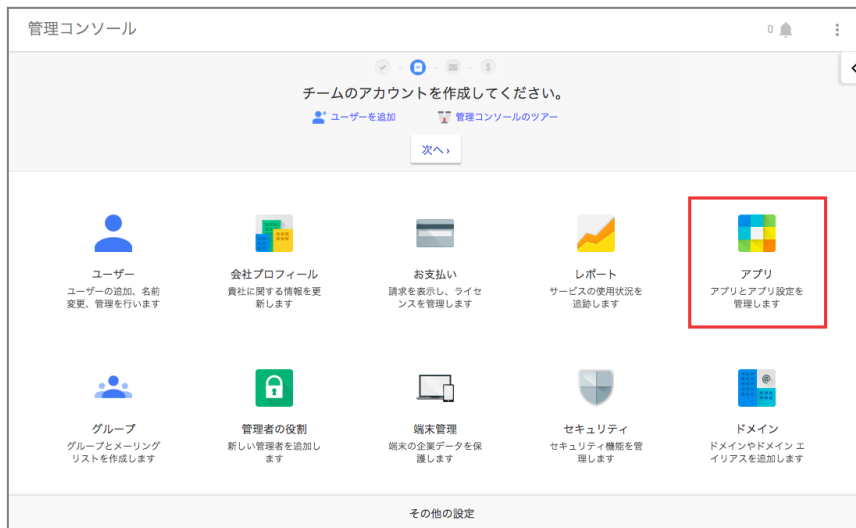 管理コンソール
0
チームのアカウントを作成してください。
ユーザーを追加
管理コンソールのツアー
次へ ›
ユーザー
ユーザーの追加、名前
変更、管理を行います
会社プロフィール
貴社に関する情報を更
新します
お支払い
請求を表示し、ライセ
ンスを管理します
レポート
サービスの使用状況を
追跡します
アプリ
アプリとアプリ設定を
管理します
グループ
グループとメーリング
リストを作成します
管理者の役割
新しい管理者を追加し
ます
端末管理
端末の企業データを保
護します
セキュリティ
セキュリティ機能を管
理します
@
ドメイン
ドメインやドメイン エ
イリアスを追加します
その他の設定